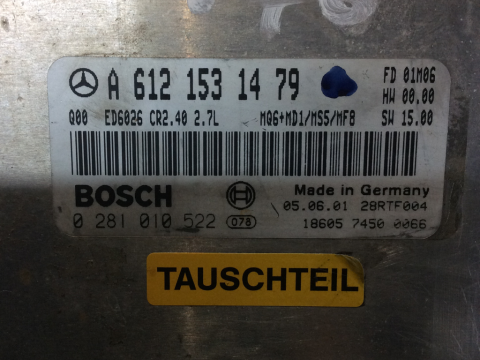 A 612 153 14 79 FD 01M06
HW 00.00
Q00 ED6026 CR2.40 2.7L MQ6+MD1/MS5/MF8 SW 15.00
BOSCH Made in Germany
05.06.01 28RTF004
0 281 010 522 078 18605 7450 0066
TAUSCHTEIL